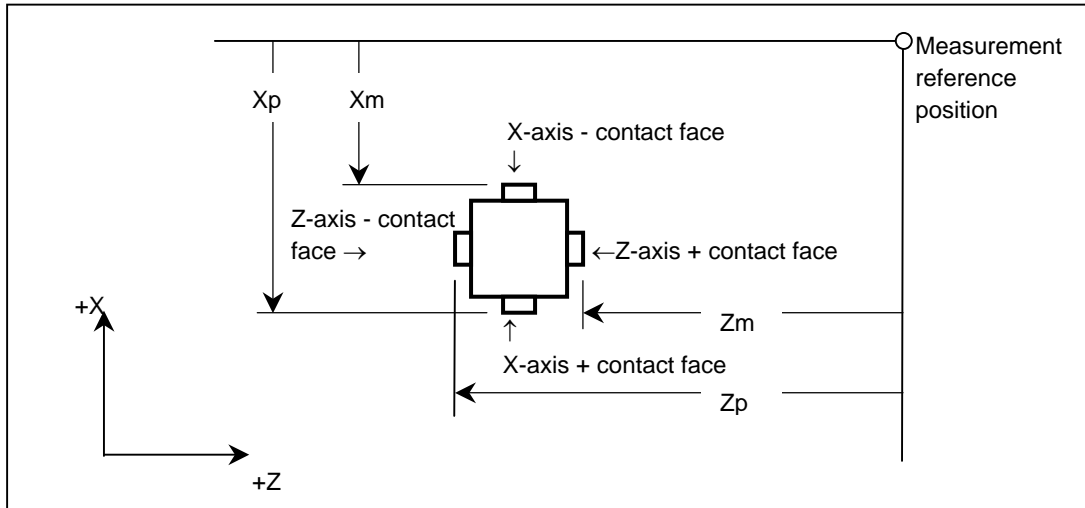 Measurement
reference
position
Xp
Xm
X-axis - contact face
↓
Z-axis - contact
face →
←Z-axis + contact face
+X
Zm
↑
X-axis + contact face
Zp
+Z